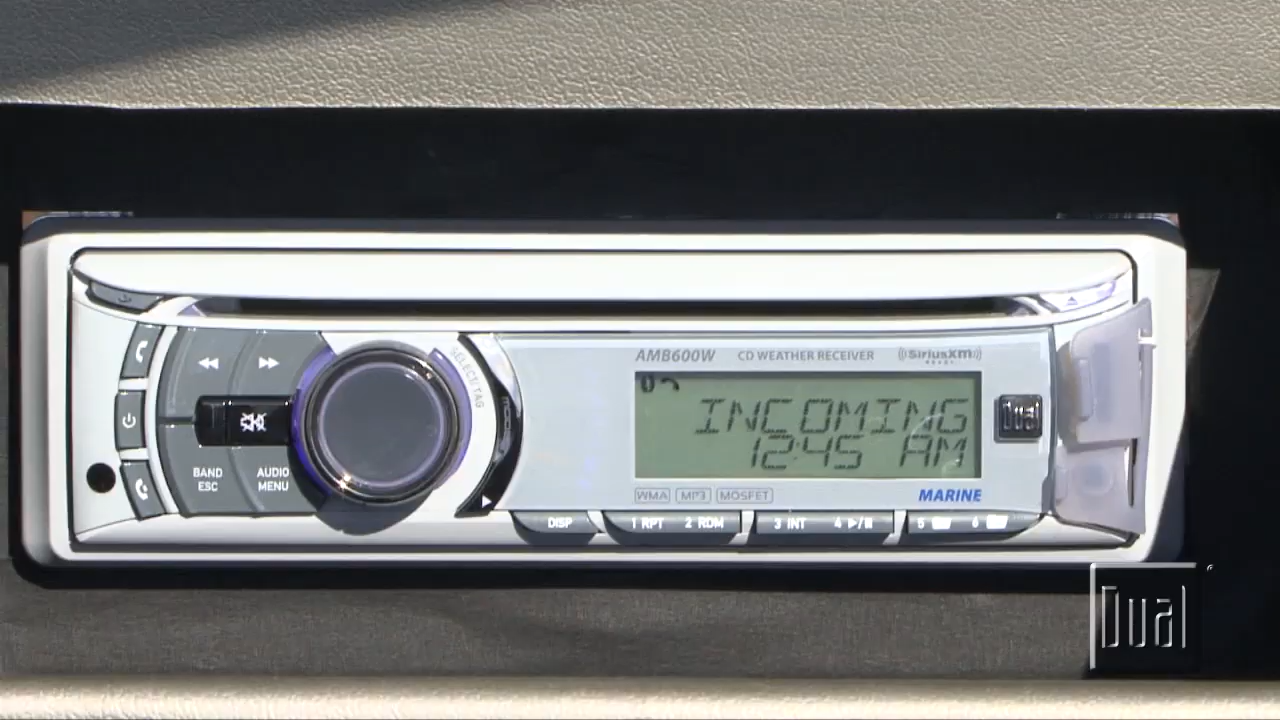 AMB600W CD WEATHER RECEIVER SiriusXm
READY
SELECT/TAG
INCOMING
12:45 AM
Dual
BAND ESC
AUDIO MENU
WMA MP3 MOSFET MARINE
DISP 1 RPT 2 RDM 3 INT 4 ▶/II 5 6
Dual